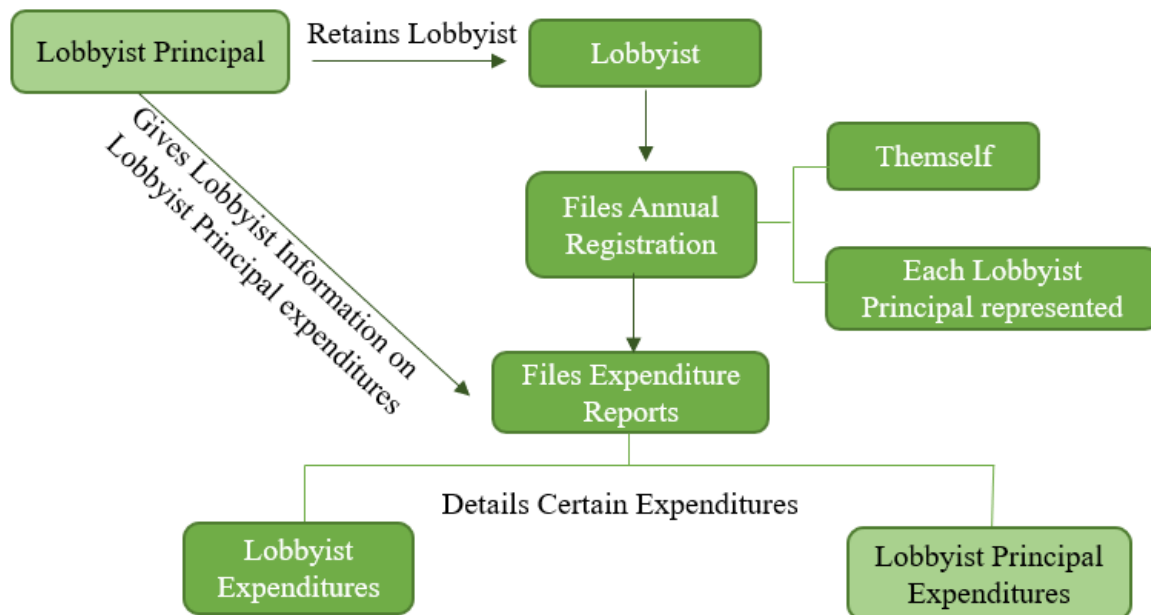 Lobbyist Principal
Retains Lobbyist
Lobbyist
Gives Lobbyist Information on
Lobbyist Principal expenditures
Files Annual
Registration
Themself
Each Lobbyist
Principal represented
Files Expenditure
Reports
Details Certain Expenditures
Lobbyist
Expenditures
Lobbyist Principal
Expenditures